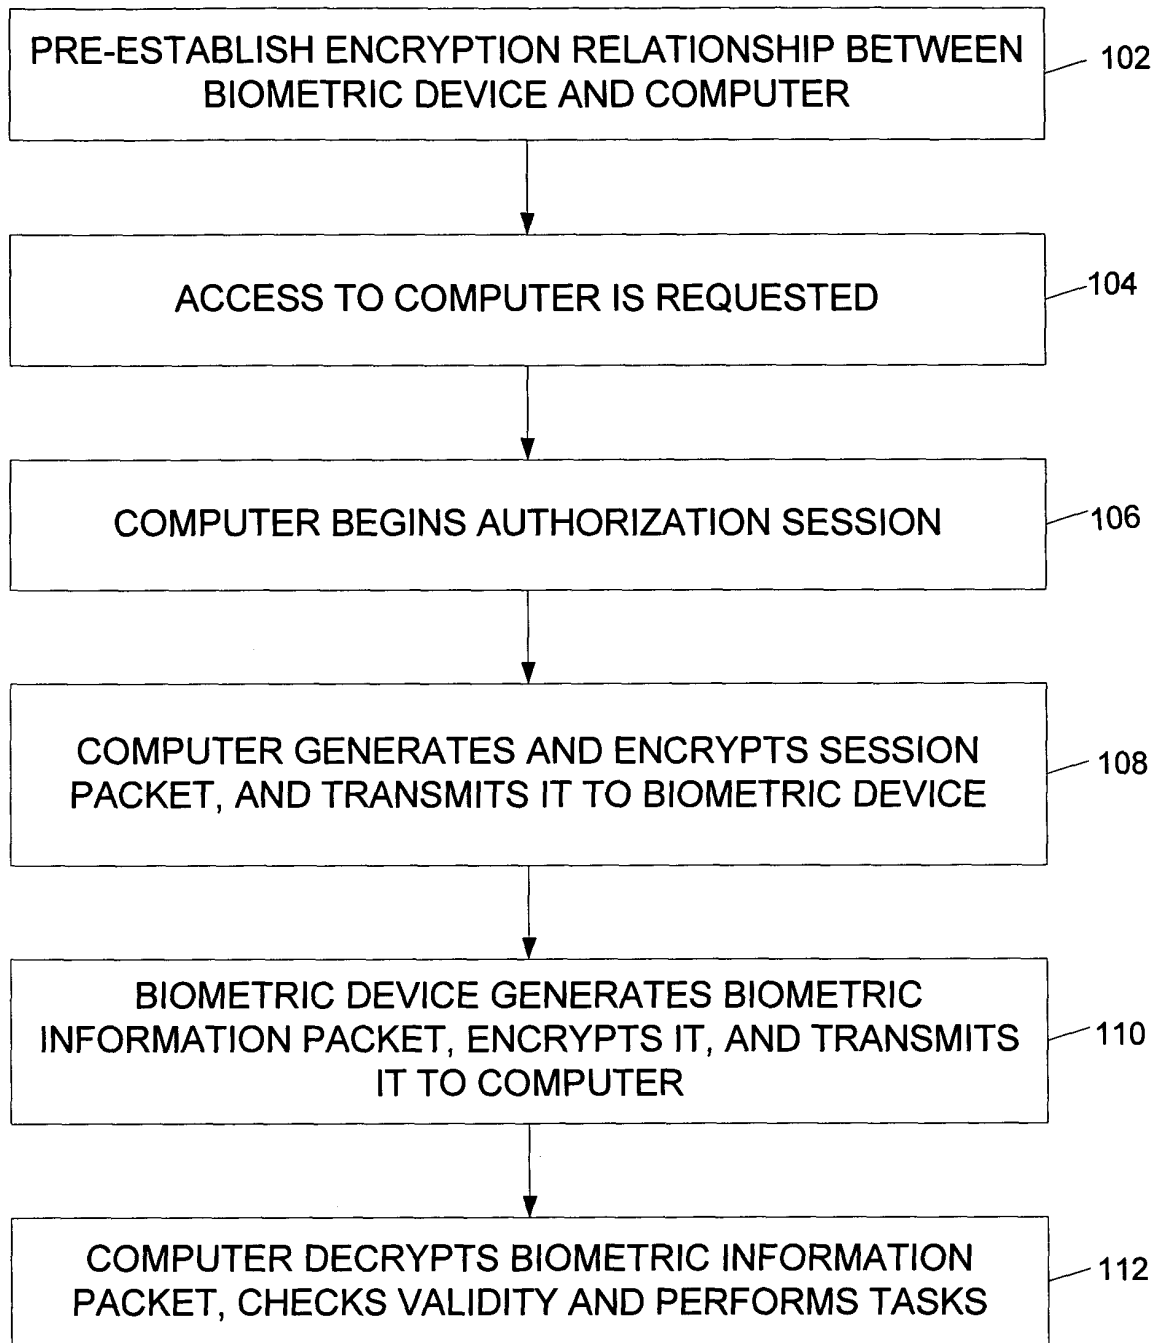 PRE-ESTABLISH ENCRYPTION RELATIONSHIP BETWEEN
BIOMETRIC DEVICE AND COMPUTER
102
ACCESS TO COMPUTER IS REQUESTED
104
COMPUTER BEGINS AUTHORIZATION SESSION
106
COMPUTER GENERATES AND ENCRYPTS SESSION
PACKET, AND TRANSMITS IT TO BIOMETRIC DEVICE
108
BIOMETRIC DEVICE GENERATES BIOMETRIC
INFORMATION PACKET, ENCRYPTS IT, AND TRANSMITS
IT TO COMPUTER
110
COMPUTER DECRYPTS BIOMETRIC INFORMATION
PACKET, CHECKS VALIDITY AND PERFORMS TASKS
112